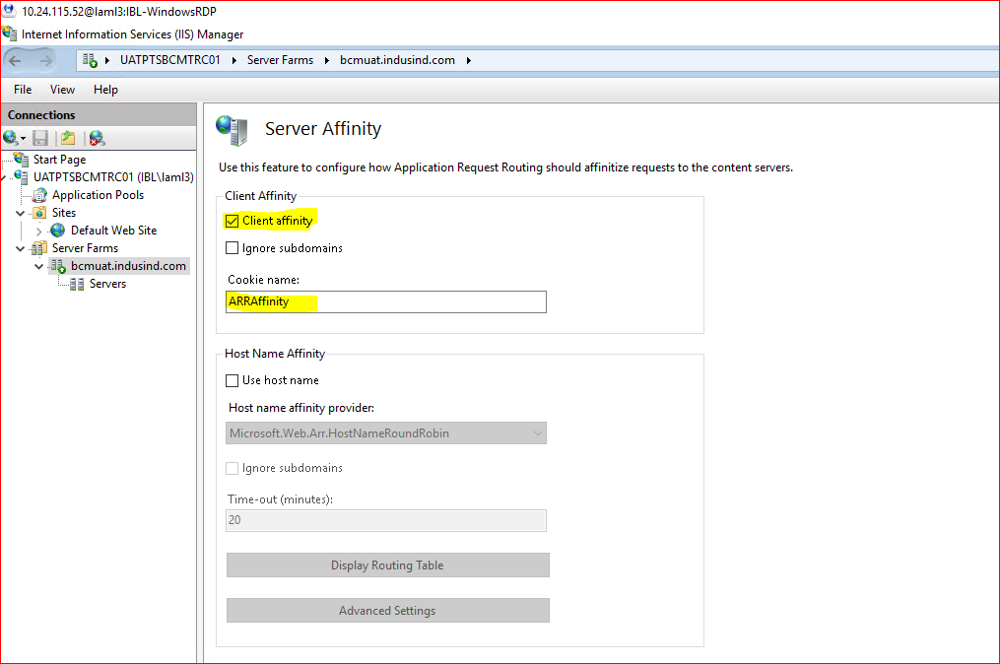 10.24.115.52@Iaml3:IBL-WindowsRDP
Internet Information Services (IIS) Manager
UATPTSBCMTRC01 Server Farms bcmuat.indusind.com
File View Help
Connections
Start Page
UATPTSBCMTRC01 (IBL\Iaml3)
Application Pools
Sites
Default Web Site
Server Farms
bcmuat.indusind.com
Servers
Server Affinity
Use this feature to configure how Application Request Routing should affinitize requests to the content servers.
Client Affinity
Client affinity
Ignore subdomains
Cookie name:
ARRAffinity
Host Name Affinity
Use host name
Host name affinity provider:
Microsoft.Web.Arr.HostNameRoundRobin
Ignore subdomains
Time-out (minutes):
20
Display Routing Table
Advanced Settings